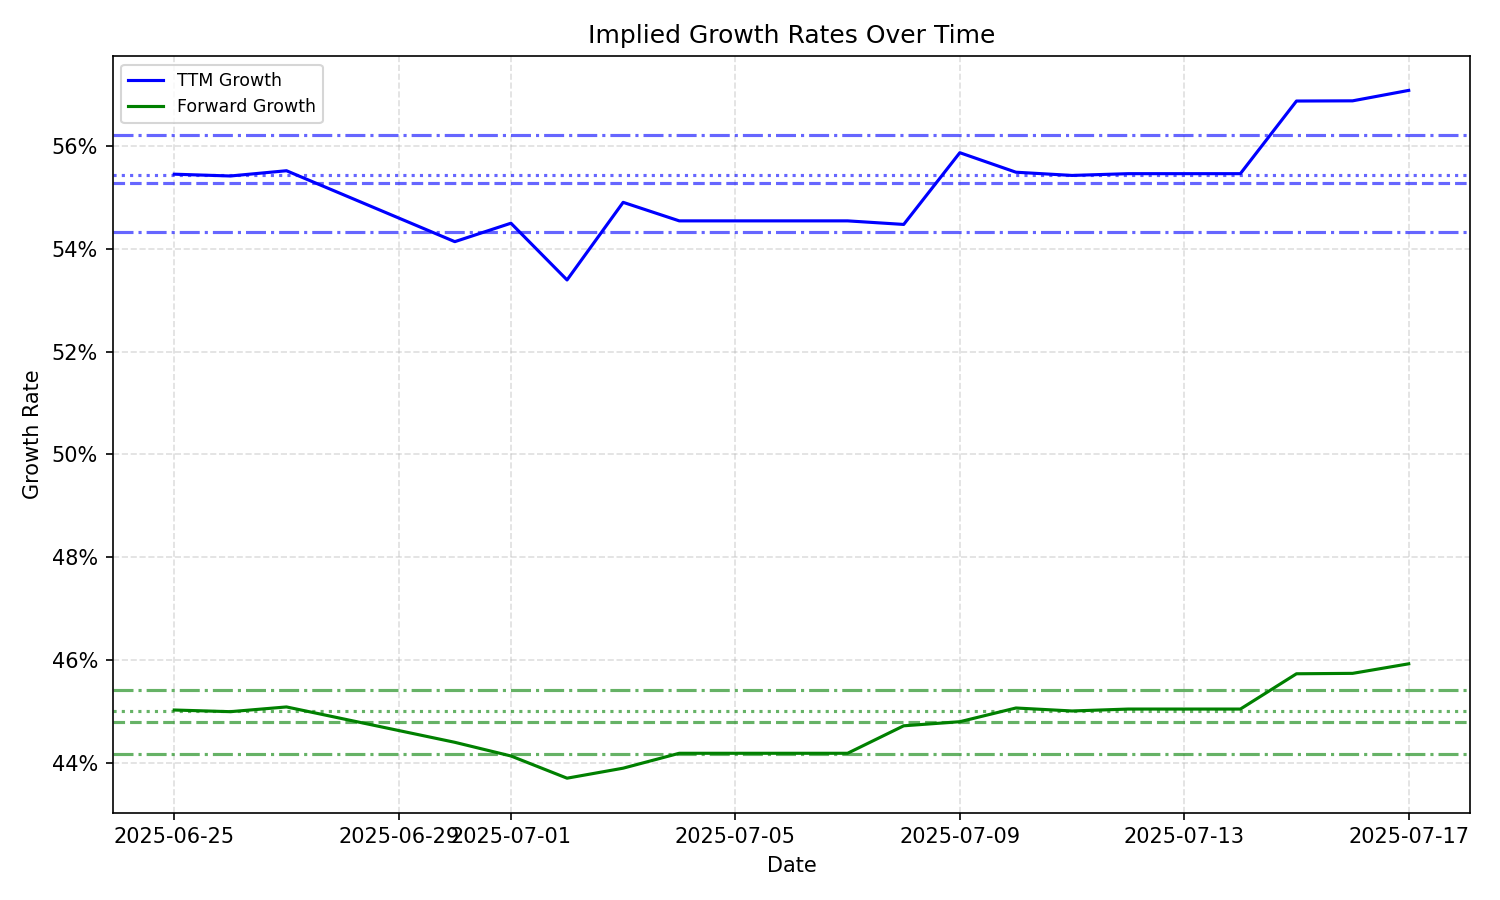 Implied Growth Rates Over Time
TTM Growth
Forward Growth
56%
54%
52%
50%
48%
46%
44%
Growth Rate
2025-06-25
2025-06-29
2025-07-01
2025-07-05
2025-07-09
2025-07-13
2025-07-17
Date